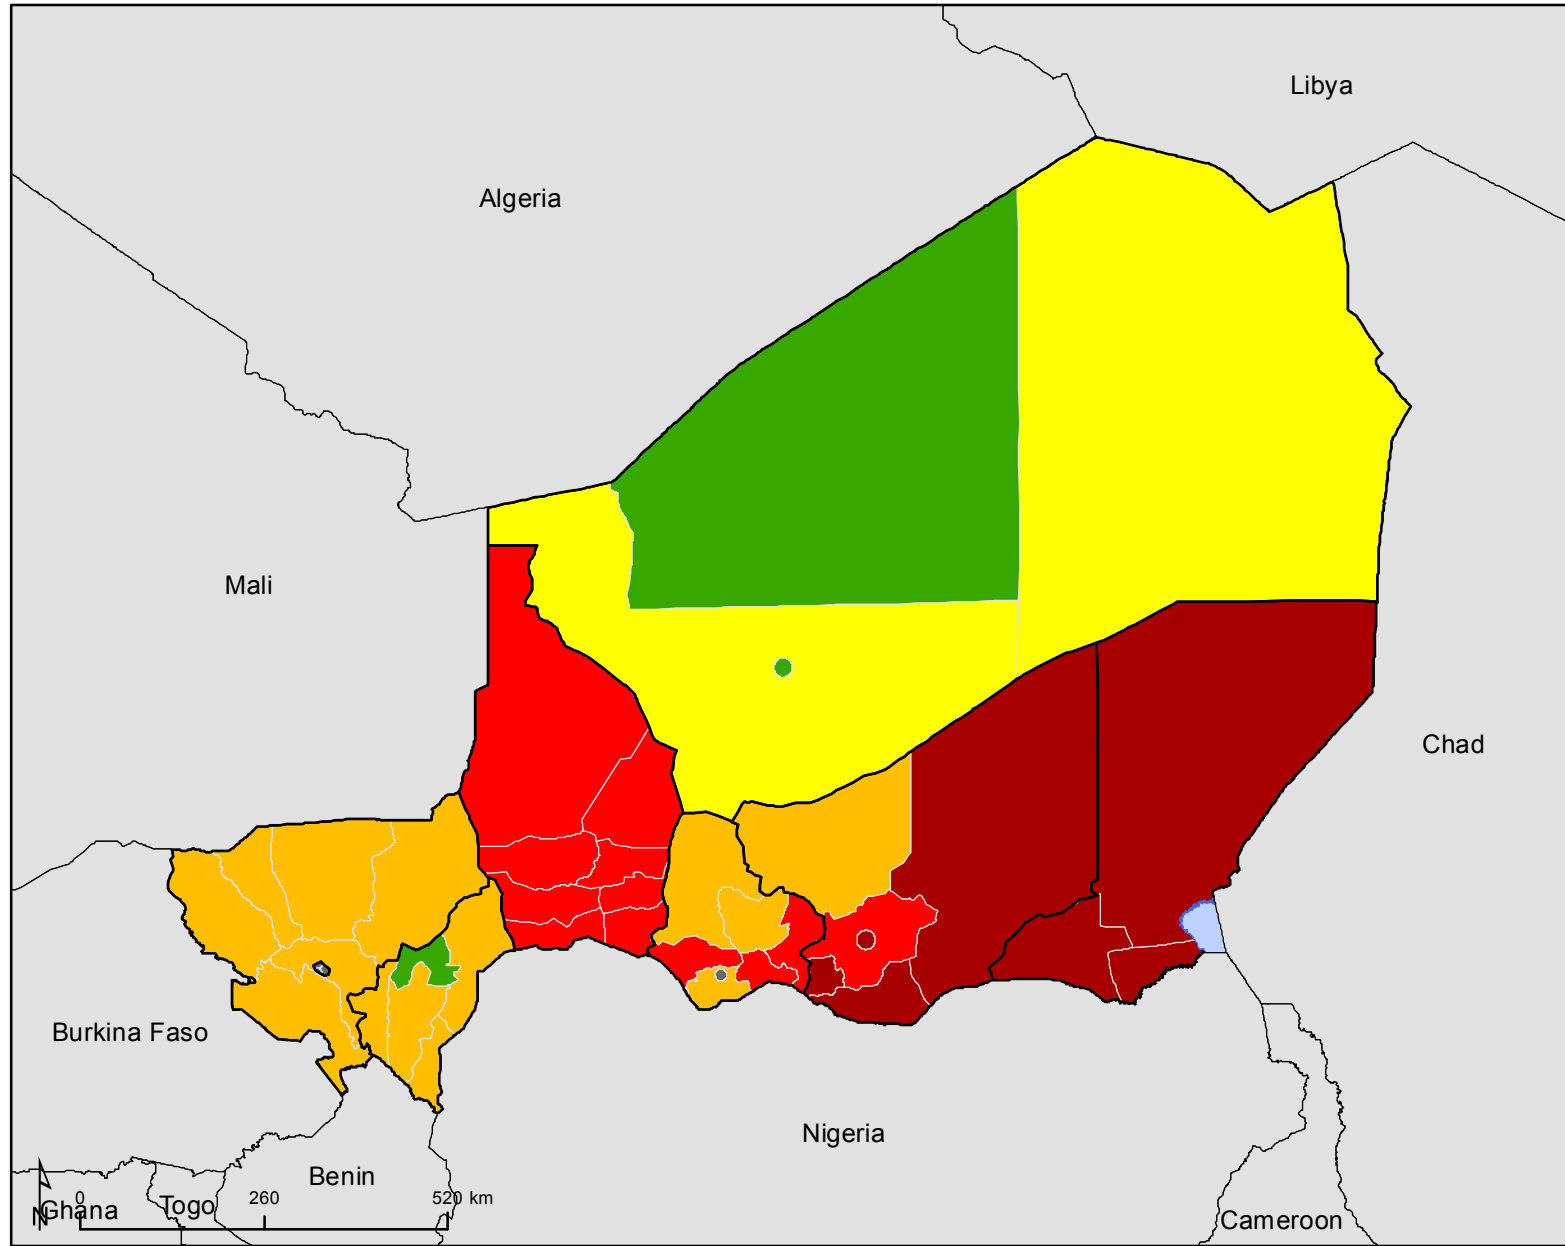 Libya
Algeria
Mali
Chad
Burkina Faso
Nigeria
Benin
0 260 520 km
Togo
N
Ghana
Cameroon